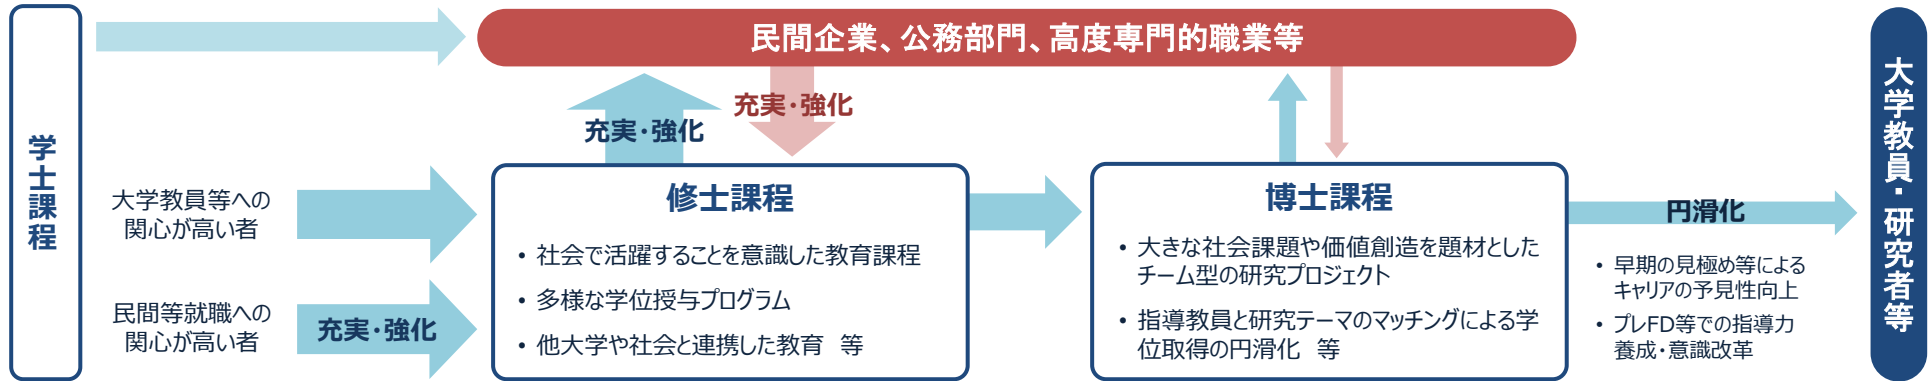 学士課程
民間企業、公務部門、高度専門的職業等
充実・強化
充実・強化
大学教員等への
関心が高い者
民間等就職への
関心が高い者
充実・強化
修士課程
• 社会で活躍することを意識した教育課程
• 多様な学位授与プログラム
• 他大学や社会と連携した教育　等
博士課程
• 大きな社会課題や価値創造を題材とした
チーム型の研究プロジェクト
• 指導教員と研究テーマのマッチングによる学
位取得の円滑化　等
円滑化
• 早期の見極め等による
キャリアの予見性向上
• プレFD等での指導力
養成・意識改革
大学教員・研究者等